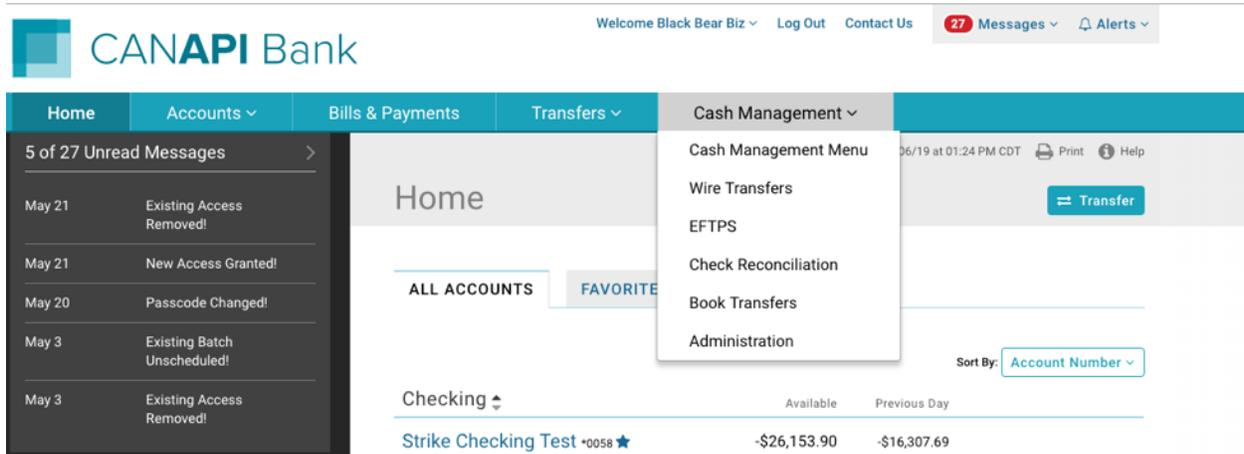 Welcome Black Bear Biz Log Out Contact Us 27 Messages Alerts
CANAPI Bank
Home Accounts Bills & Payments Transfers Cash Management
5 of 27 Unread Messages
May 21 Existing Access
Removed!
May 21 New Access Granted!
May 20 Passcode Changed!
May 3 Existing Batch
Unscheduled!
May 3 Existing Access
Removed!
Cash Management Menu
Wire Transfers
EFTPS
Check Reconciliation
Book Transfers
Administration
06/19 at 01:24 PM CDT Print Help
Home
Transfer
ALL ACCOUNTS FAVORITE
Sort By: Account Number
Checking Available Previous Day
Strike Checking Test *0058 -$26,153.90 -$16,307.69